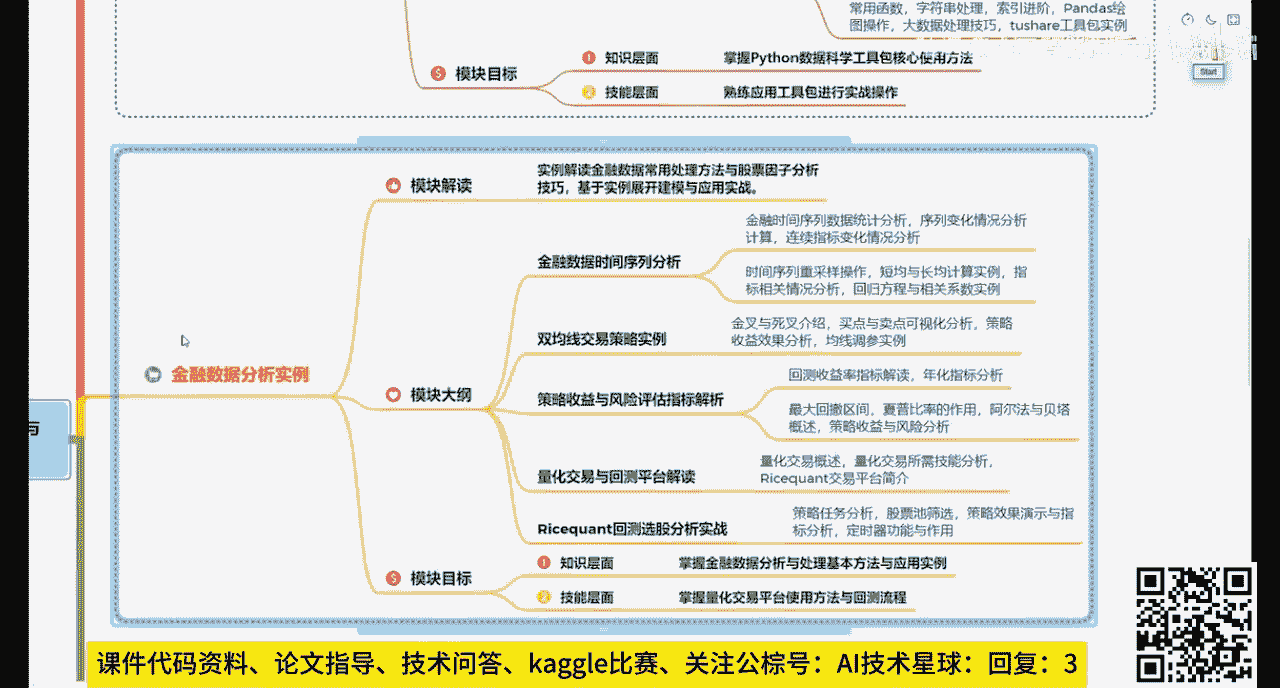 常用函数，字符串处理，索引进阶，Pandas绘
图操作，大数据处理技巧，tushare工具包实例
Start
模块目标
知识层面
掌握Python数据科学工具包核心使用方法
技能层面
熟练应用工具包进行实战操作
模块解读
实例解读金融数据常用处理方法与股票因子分析
技巧，基于实例展开建模与应用实战。
金融数据分析实例
模块大纲
金融数据时间序列分析
金融时间序列数据统计分析，序列变化情况分析
计算，连续指标变化情况分析
时间序列重采样操作，短均与长均计算实例，指
标相关情况分析，回归方程与相关系数实例
双均线交易策略实例
金叉与死叉介绍，买点与卖点可视化分析，策略
收益效果分析，均线调参实例
策略收益与风险评估指标解析
回测收益率指标解读，年化指标分析
最大回撤区间，夏普比率的作用，阿尔法与贝塔
概述，策略收益与风险分析
量化交易与回测平台解读
量化交易概述，量化交易所需技能分析，
Ricequant交易平台简介
Ricequant回测选股分析实战
策略任务分析，股票池筛选，策略效果演示与指
标分析，定时器功能与作用
模块目标
知识层面
掌握金融数据分析与处理基本方法与应用实例
技能层面
掌握量化交易平台使用方法与回测流程
与
课件代码资料、论文指导、技术问答、kaggle比赛、关注公棕号：AI技术星球：回复：3